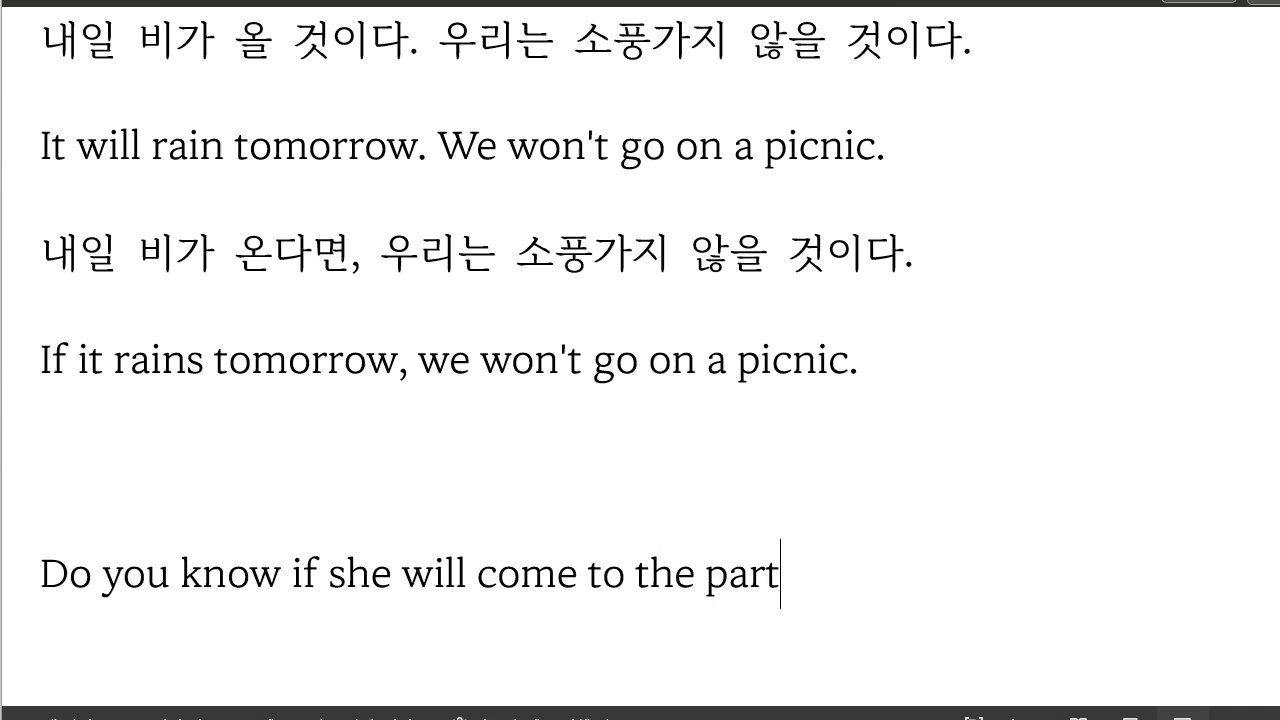 내일 비가 올 것이다. 우리는 소풍가지 않을 것이다.
It will rain tomorrow. We won't go on a picnic.
내일 비가 온다면, 우리는 소풍가지 않을 것이다.
If it rains tomorrow, we won't go on a picnic.
Do you know if she will come to the part